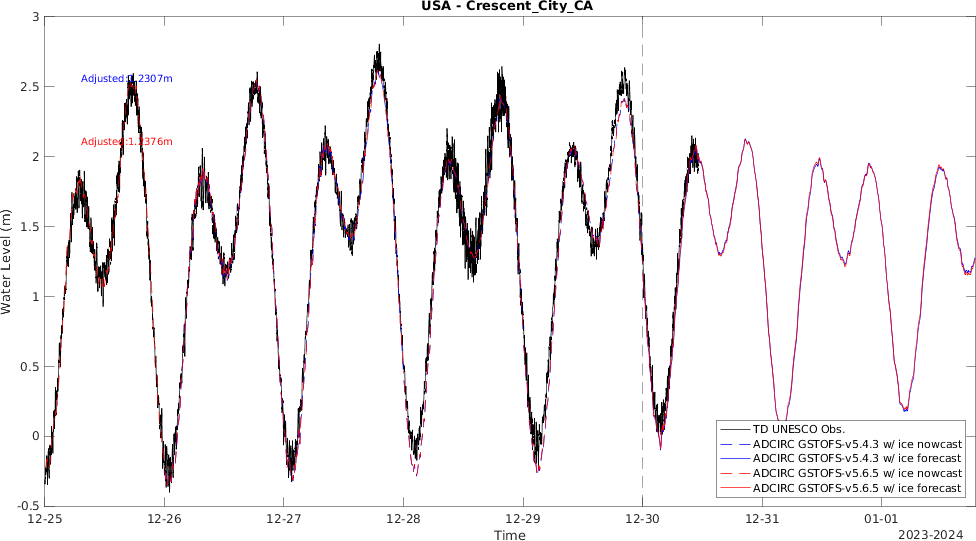 USA - Crescent_City_CA
3
2.5
2
1.5
1
0.5
0
-0.5
Water Level (m)
Adjusted:
2307m
Adjusted:1.
376m
TD UNESCO Obs.
ADCIRC GSTOFS-v5.4.3 w/ ice nowcast
ADCIRC GSTOFS-v5.4.3 w/ ice forecast
ADCIRC GSTOFS-v5.6.5 w/ ice nowcast
ADCIRC GSTOFS-v5.6.5 w/ ice forecast
12-25
12-26
12-27
12-28
12-29
12-30
12-31
01-01
Time
2023-2024